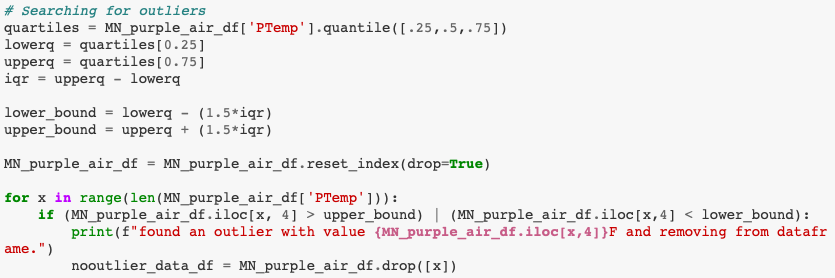 # Searching for outliers
quartiles = MN_purple_air_df['PTemp'].quantile([.25,.5,.75])
lowerq = quartiles[0.25]
upperq = quartiles[0.75]
iqr = upperq - lowerq

lower_bound = lowerq - (1.5*iqr)
upper_bound = upperq + (1.5*iqr)

MN_purple_air_df = MN_purple_air_df.reset_index(drop=True)

for x in range(len(MN_purple_air_df['PTemp'])):
    if (MN_purple_air_df.iloc[x, 4] > upper_bound) | (MN_purple_air_df.iloc[x,4] < lower_bound):
        print(f"found an outlier with value {MN_purple_air_df.iloc[x,4]}F and removing from datafr
ame.")
        nooutlier_data_df = MN_purple_air_df.drop([x])